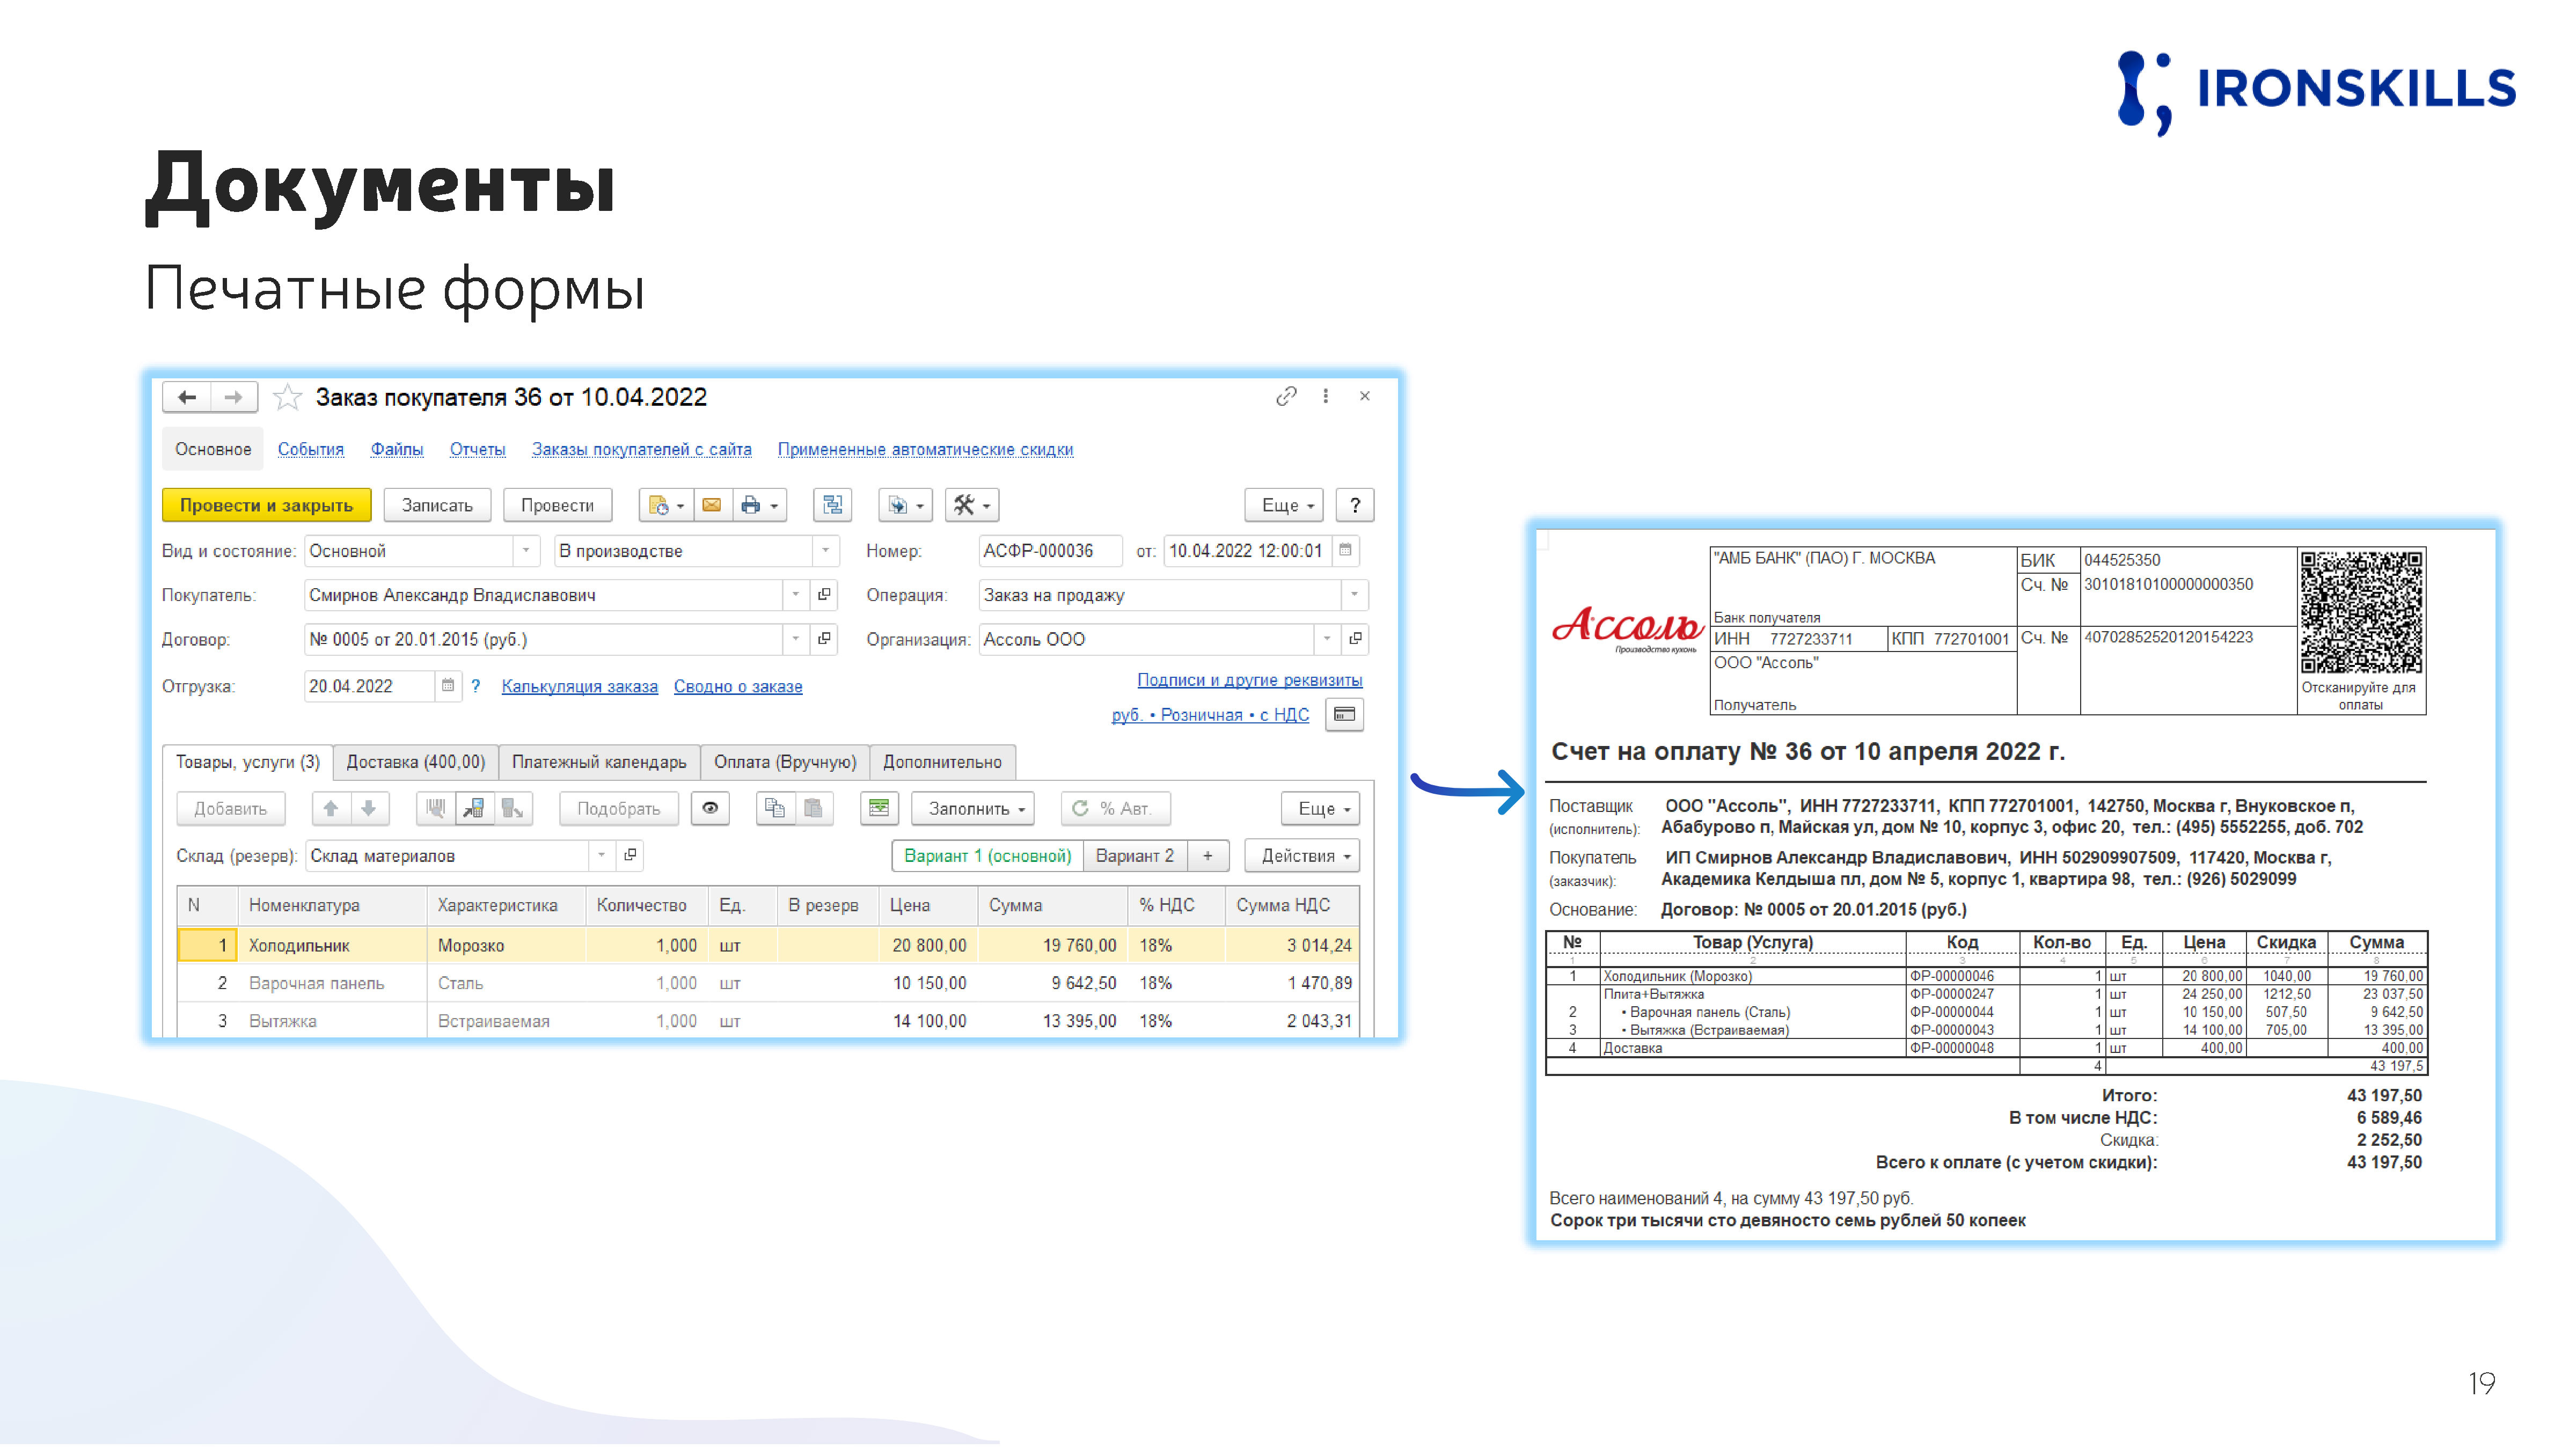 IRONSKILLS
Документы
Печатные формы
Заказ покупателя 36 от 10.04.2022
Основное События Файлы Отчеты Заказы покупателей с сайта Примененные автоматические скидки
Провести и закрыть Записать Провести Еще ?
Вид и состояние: Основной В производстве Номер: АСФР-000036 от: 10.04.2022 12:00:01
Покупатель: Смирнов Александр Владиславович Операция: Заказ на продажу
Договор: № 0005 от 20.01.2015 (руб.) Организация: Ассоль ООО
Отгрузка: 20.04.2022 ? Калькуляция заказа Сводно о заказе Подписи и другие реквизиты
руб. • Розничная • с НДС
Товары, услуги (3) Доставка (400,00) Платежный календарь Оплата (Вручную) Дополнительно
Добавить Подобрать Заполнить % Авт. Еще
Склад (резерв): Склад материалов Вариант 1 (основной) Вариант 2 + Действия
N Номенклатура Характеристика Количество Ед. В резерв Цена Сумма % НДС Сумма НДС
1 Холодильник Морозко 1,000 шт 20 800,00 19 760,00 18% 3 014,24
2 Варочная панель Сталь 1,000 шт 10 150,00 9 642,50 18% 1 470,89
3 Вытяжка Встраиваемая 1,000 шт 14 100,00 13 395,00 18% 2 043,31
Ассоль
Производство кухонь
"АМБ БАНК" (ПАО) Г. МОСКВА БИК 044525350
Сч. № 30101810100000000350
Банк получателя
ИНН 7727233711 КПП 772701001 Сч. № 40702852520120154223
ООО "Ассоль"
Получатель
Отсканируйте для
оплаты
Счет на оплату № 36 от 10 апреля 2022 г.
Поставщик ООО "Ассоль", ИНН 7727233711, КПП 772701001, 142750, Москва г, Внуковское п,
(исполнитель): Абабурово п, Майская ул, дом № 10, корпус 3, офис 20, тел.: (495) 5552255, доб. 702
Покупатель ИП Смирнов Александр Владиславович, ИНН 502909907509, 117420, Москва г,
(заказчик): Академика Келдыша пл, дом № 5, корпус 1, квартира 98, тел.: (926) 5029099
Основание: Договор: № 0005 от 20.01.2015 (руб.)
№ Товар (Услуга) Код Кол-во Ед. Цена Скидка Сумма
1 2 3 4 5 6 7 8
1 Холодильник (Морозко) ФР-00000046 1 шт 20 800,00 1040,00 19 760,00
Плита+Вытяжка ФР-00000247 1 шт 24 250,00 1212,50 23 037,50
2 • Варочная панель (Сталь) ФР-00000044 1 шт 10 150,00 507,50 9 642,50
3 • Вытяжка (Встраиваемая) ФР-00000043 1 шт 14 100,00 705,00 13 395,00
4 Доставка ФР-00000048 1 шт 400,00 400,00
4 43 197,5
Итого: 43 197,50
В том числе НДС: 6 589,46
Скидка: 2 252,50
Всего к оплате (с учетом скидки): 43 197,50
Всего наименований 4, на сумму 43 197,50 руб.
Сорок три тысячи сто девяносто семь рублей 50 копеек
19